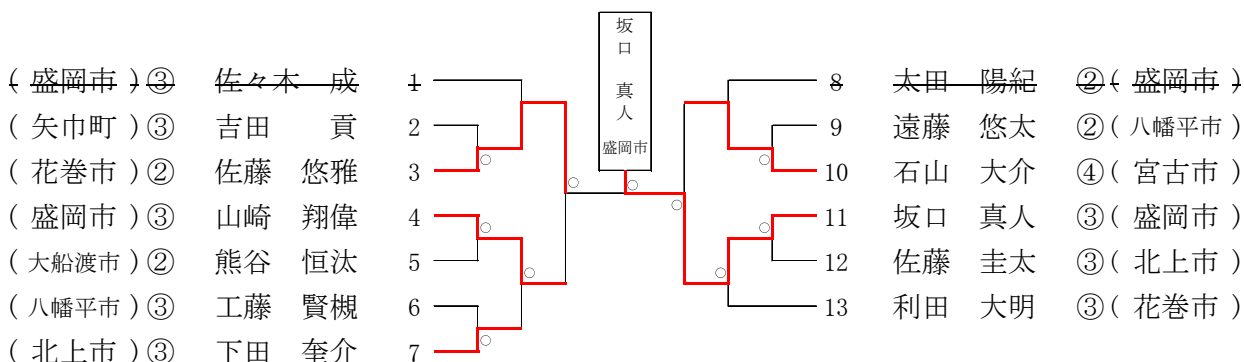 坂口 真人
盛岡市
( 盛岡市 ) ③ 佐々木 成 1
( 矢巾町 ) ③ 吉田 貢 2
( 花巻市 ) ② 佐藤 悠雅 3
( 盛岡市 ) ③ 山崎 翔偉 4
( 大船渡市 ) ② 熊谷 恒汰 5
( 八幡平市 ) ③ 工藤 賢槻 6
( 北上市 ) ③ 下田 奎介 7
8 太田 陽紀 ② ( 盛岡市 )
9 遠藤 悠太 ② ( 八幡平市 )
10 石山 大介 ④ ( 宮古市 )
11 坂口 真人 ③ ( 盛岡市 )
12 佐藤 圭太 ③ ( 北上市 )
13 利田 大明 ③ ( 花巻市 )